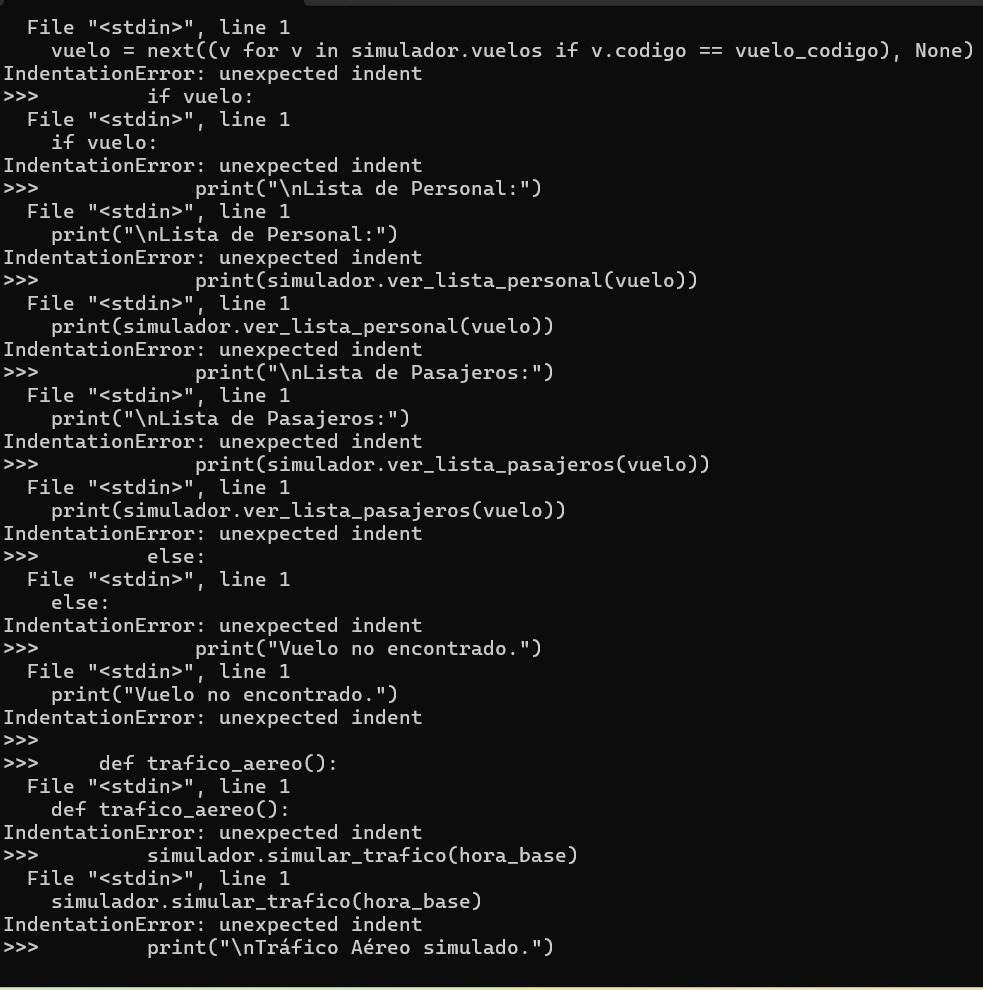 File "<stdin>", line 1
    vuelo = next((v for v in simulador.vuelos if v.codigo == vuelo_codigo), None)
IndentationError: unexpected indent
>>>         if vuelo:
  File "<stdin>", line 1
    if vuelo:
IndentationError: unexpected indent
>>>             print("\nLista de Personal:")
  File "<stdin>", line 1
    print("\nLista de Personal:")
IndentationError: unexpected indent
>>>             print(simulador.ver_lista_personal(vuelo))
  File "<stdin>", line 1
    print(simulador.ver_lista_personal(vuelo))
IndentationError: unexpected indent
>>>             print("\nLista de Pasajeros:")
  File "<stdin>", line 1
    print("\nLista de Pasajeros:")
IndentationError: unexpected indent
>>>             print(simulador.ver_lista_pasajeros(vuelo))
  File "<stdin>", line 1
    print(simulador.ver_lista_pasajeros(vuelo))
IndentationError: unexpected indent
>>>         else:
  File "<stdin>", line 1
    else:
IndentationError: unexpected indent
>>>             print("Vuelo no encontrado.")
  File "<stdin>", line 1
    print("Vuelo no encontrado.")
IndentationError: unexpected indent
>>>
>>>     def trafico_aereo():
  File "<stdin>", line 1
    def trafico_aereo():
IndentationError: unexpected indent
>>>         simulador.simular_trafico(hora_base)
  File "<stdin>", line 1
    simulador.simular_trafico(hora_base)
IndentationError: unexpected indent
>>>         print("\nTráfico Aéreo simulado.")